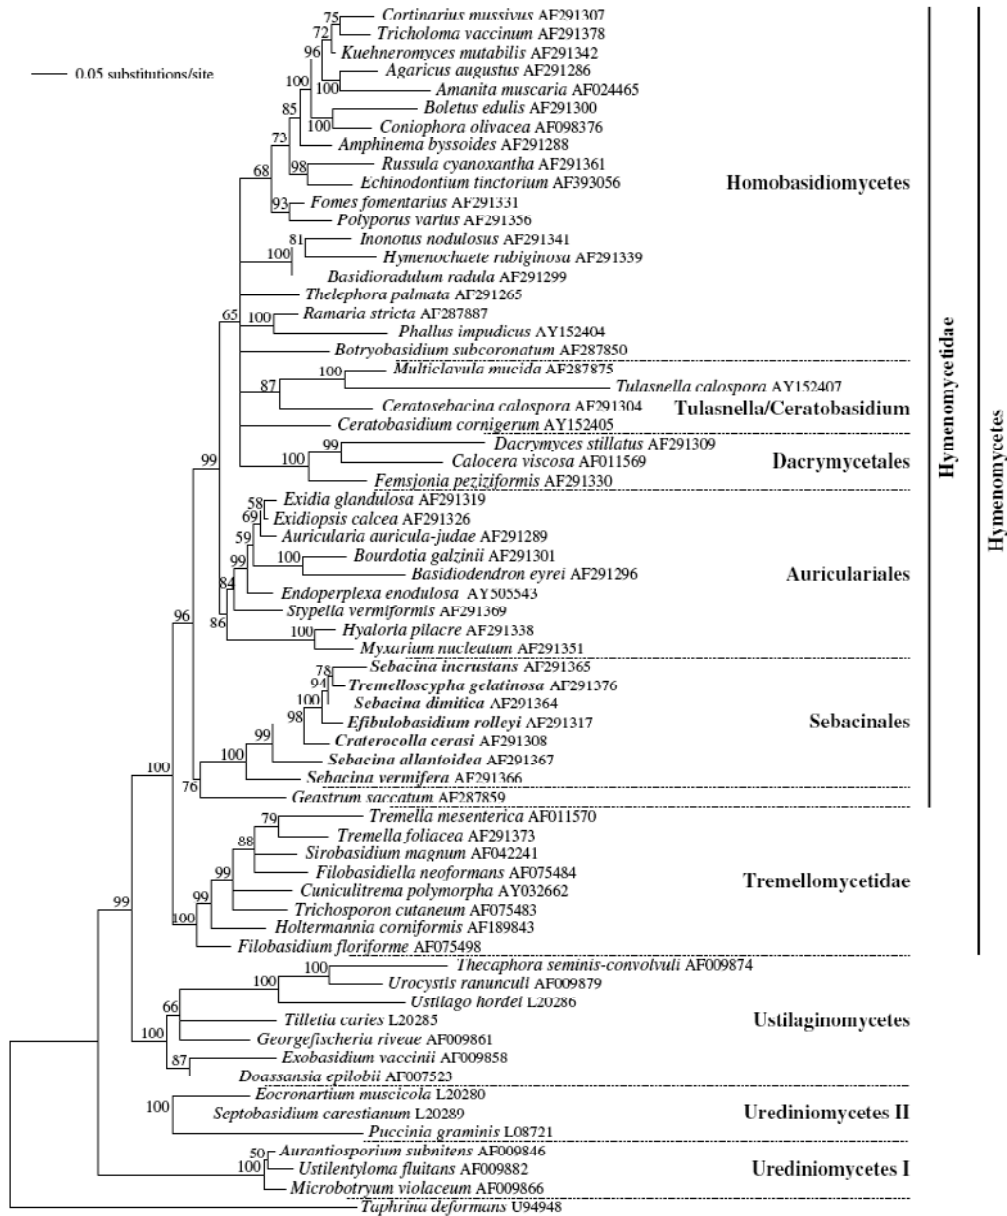 75 Cortinarius mussivus AF291307
72 Tricholoma vaccinum AF291378
96 Kuehneromyces mutabilis AF291342
0.05 substitutions/site
Agaricus augustus AF291286
100 100 Amanita muscaria AF024465
85 Boletus edulis AF291300
100 Coniophora olivacea AF098376
73 Amphinema byssoides AF291288
68 98 Russula cyanoxantha AF291361
Echinodontium tinctorium AF393056
Homobasidiomycetes
93 Fomes fomentarius AF291331
Polyporus varius AF291356
81 Inonotus nodulosus AF291341
100 Hymenochaete rubiginosa AF291339
Basidioradulum radula AF291299
Thelephora palmata AF291265
65 100 Ramaria stricta AF287887
Phallus impudicus AY152404
Botryobasidium subcoronatum AF287850
100 Multiclavula mucida AF287875
87 Tulasnella calospora AY152407
Ceratosebacina calospora AF291304
Tulasnella/Ceratobasidium
Ceratobasidium cornigerum AY152405
99 Dacrymyces stillatus AF291309
99 100 Calocera viscosa AF011569
Dacrymycetales
Femsjonia peziziformis AF291330
58 Exidia glandulosa AF291319
69 Exidiopsis calcea AF291326
59 Auricularia auricula-judae AF291289
99 100 Bourdotia galzinii AF291301
Basidiodendron eyrei AF291296
Auriculariales
84 Endoperplexa enodulosa AY505543
Stypella vermiformis AF291369
96 86 100 Hyaloria pilacre AF291338
Myxarium nucleatum AF291351
78 Sebacina incrustans AF291365
94 Tremelloscypha gelatinosa AF291376
100 Sebacina dimitica AF291364
98 Efibulobasidium rolleyi AF291317
Sebacinales
99 Craterocolla cerasi AF291308
100 Sebacina allantoidea AF291367
100 Sebacina vermifera AF291366
76 Geastrum saccatum AF287859
Hymenomycetidae
Hymenomycetes
79 Tremella mesenterica AF011570
88 Tremella foliacea AF291373
Sirobasidium magnum AF042241
99 Filobasidiella neoformans AF075484
Tremellomycetidae
99 99 Cuniculitrema polymorpha AY032662
Trichosporon cutaneum AF075483
100 Holtermannia corniformis AF189843
Filobasidium floriforme AF075498
100 Thecaphora seminis-convolvuli AF009874
100 Urocystis ranunculi AF009879
66 Ustilago hordei L20286
Tilletia caries L20285
Ustilaginomycetes
100 Georgefischeria riveae AF009861
87 Exobasidium vaccinii AF009858
Doassansia epilobii AF007523
Eocronartium muscicola L20280
100 Septobasidium carestianum L20289
Urediniomycetes II
Puccinia graminis L08721
50 Aurantiosporium subnitens AF009846
100 Ustilentyloma fluitans AF009882
Urediniomycetes I
Microbotryum violaceum AF009866
Taphrina deformans U94948